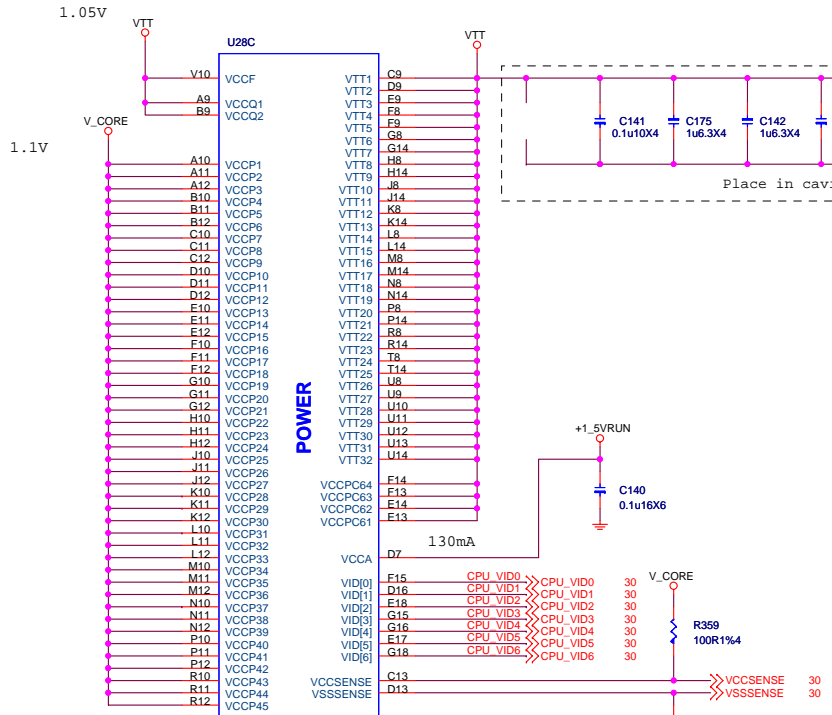 1.05V
VTT
U28C
VTT
V10 VCCF VTT1 C9
VTT2 D9
A9 VCCQ1 VTT3 E9
B9 VCCQ2 VTT4 F8
V_CORE VTT5 F9
VTT6 G8
1.1V VTT7 G14
A10 VCCP1 VTT8 H8
A11 VCCP2 VTT9 H14
A12 VCCP3 VTT10 J8
B10 VCCP4 VTT11 J14
B11 VCCP5 VTT12 K8
B12 VCCP6 VTT13 K14
C10 VCCP7 VTT14 L8
C11 VCCP8 VTT15 L14
C12 VCCP9 VTT16 M8
D10 VCCP10 VTT17 M14
D11 VCCP11 VTT18 N8
D12 VCCP12 VTT19 N14
E10 VCCP13 VTT20 P8
E11 VCCP14 VTT21 P14
E12 VCCP15 VTT22 R8
F10 VCCP16 VTT23 R14
F11 VCCP17 VTT24 T8
F12 VCCP18 VTT25 T14
G10 VCCP19 VTT26 U8
G11 VCCP20 VTT27 U9
G12 VCCP21 VTT28 U10
H10 VCCP22 VTT29 U11
H11 VCCP23 VTT30 U12
H12 VCCP24 VTT31 U13
J10 VCCP25 VTT32 U14
J11 VCCP26
J12 VCCP27 VCCPC64 F14
K10 VCCP28 VCCPC63 F13
K11 VCCP29 VCCPC62 E14
K12 VCCP30 VCCPC61 E13
L10 VCCP31
L11 VCCP32
L12 VCCP33 VCCA D7
M10 VCCP34
M11 VCCP35 VID[0] F15 CPU_VID0 CPU_VID0 30
M12 VCCP36 VID[1] D16 CPU_VID1 CPU_VID1 30
N10 VCCP37 VID[2] E18 CPU_VID2 CPU_VID2 30
N11 VCCP38 VID[3] G15 CPU_VID3 CPU_VID3 30
N12 VCCP39 VID[4] G16 CPU_VID4 CPU_VID4 30
P10 VCCP40 VID[5] E17 CPU_VID5 CPU_VID5 30
P11 VCCP41 VID[6] G18 CPU_VID6 CPU_VID6 30
P12 VCCP42
R10 VCCP43 VCCSENSE C13 VCCSENSE 30
R11 VCCP44 VSSSENSE D13 VSSSENSE 30
R12 VCCP45
POWER
C141
0.1u10X4
C175
1u6.3X4
C142
1u6.3X4
Place in cavi
+1_5VRUN
C140
0.1u16X6
130mA
V_CORE
R359
100R1%4